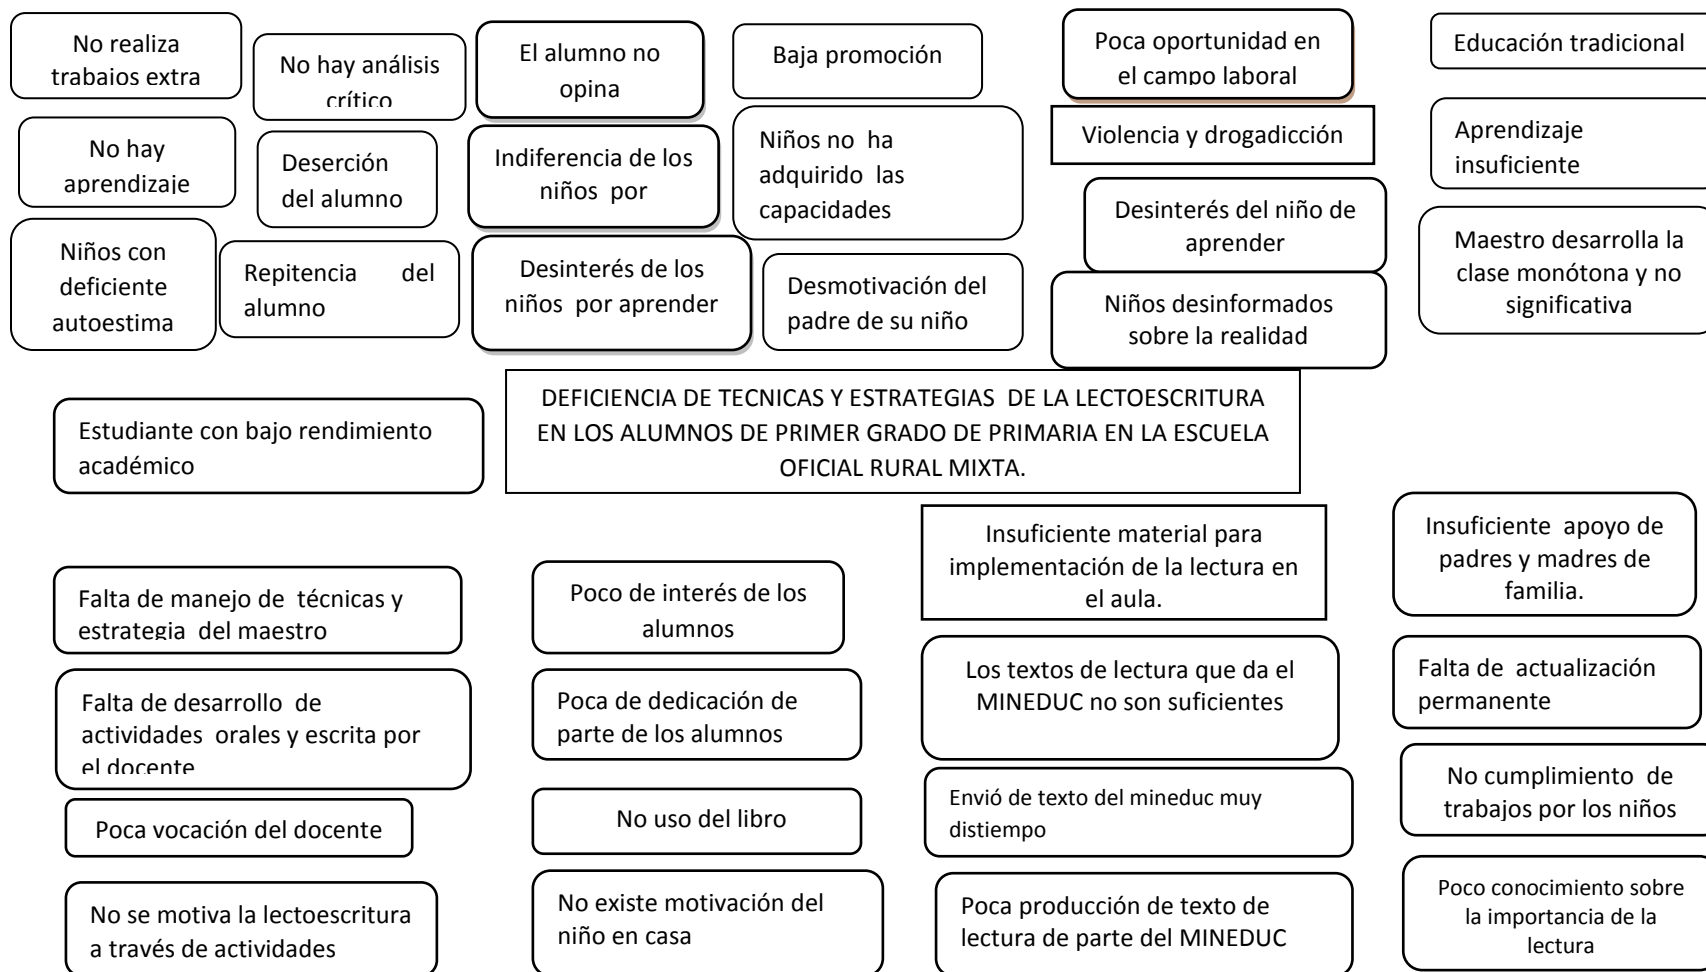 No realiza
trabajos extra
No hay análisis
crítico
El alumno no
opina
Baja promoción
Poca oportunidad en
el campo laboral
Educación tradicional
No hay
aprendizaje
Deserción
del alumno
Indiferencia de los
niños por
Niños no ha
adquirido las
capacidades
Violencia y drogadicción
Aprendizaje
insuficiente
Niños con
deficiente
autoestima
Repitencia del
alumno
Desinterés de los
niños por aprender
Desmotivación del
padre de su niño
Desinterés del niño de
aprender
Niños desinformados
sobre la realidad
Maestro desarrolla la
clase monótona y no
significativa
Estudiante con bajo rendimiento
académico
DEFICIENCIA DE TECNICAS Y ESTRATEGIAS DE LA LECTOESCRITURA
EN LOS ALUMNOS DE PRIMER GRADO DE PRIMARIA EN LA ESCUELA
OFICIAL RURAL MIXTA.
Falta de manejo de técnicas y
estrategia del maestro
Poco de interés de los
alumnos
Insuficiente material para
implementación de la lectura en
el aula.
Insuficiente apoyo de
padres y madres de
familia.
Falta de desarrollo de
actividades orales y escrita por
el docente
Poca de dedicación de
parte de los alumnos
Los textos de lectura que da el
MINEDUC no son suficientes
Falta de actualización
permanente
Poca vocación del docente
No uso del libro
Envió de texto del mineduc muy
distiempo
No cumplimiento de
trabajos por los niños
No se motiva la lectoescritura
a través de actividades
No existe motivación del
niño en casa
Poca producción de texto de
lectura de parte del MINEDUC
Poco conocimiento sobre
la importancia de la
lectura